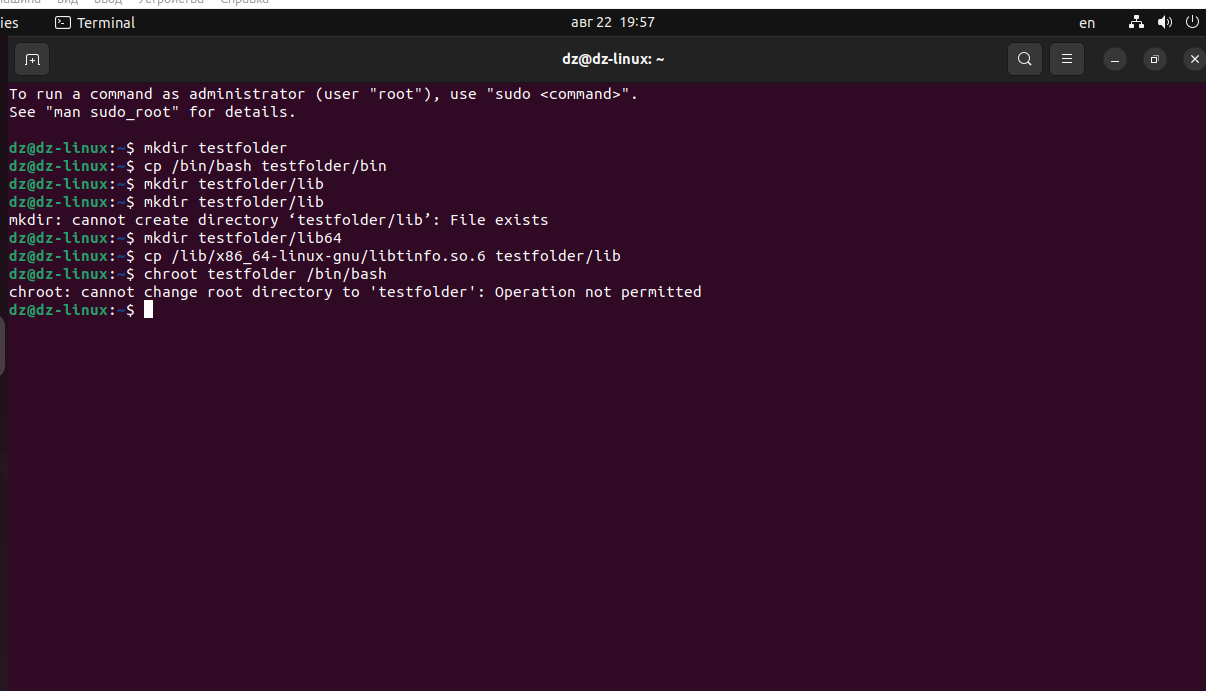 ies Terminal авг 22 19:57 en
dz@dz-linux: ~
To run a command as administrator (user "root"), use "sudo <command>".
See "man sudo_root" for details.
dz@dz-linux:~$ mkdir testfolder
dz@dz-linux:~$ cp /bin/bash testfolder/bin
dz@dz-linux:~$ mkdir testfolder/lib
dz@dz-linux:~$ mkdir testfolder/lib
mkdir: cannot create directory ‘testfolder/lib’: File exists
dz@dz-linux:~$ mkdir testfolder/lib64
dz@dz-linux:~$ cp /lib/x86_64-linux-gnu/libtinfo.so.6 testfolder/lib
dz@dz-linux:~$ chroot testfolder /bin/bash
chroot: cannot change root directory to 'testfolder': Operation not permitted
dz@dz-linux:~$